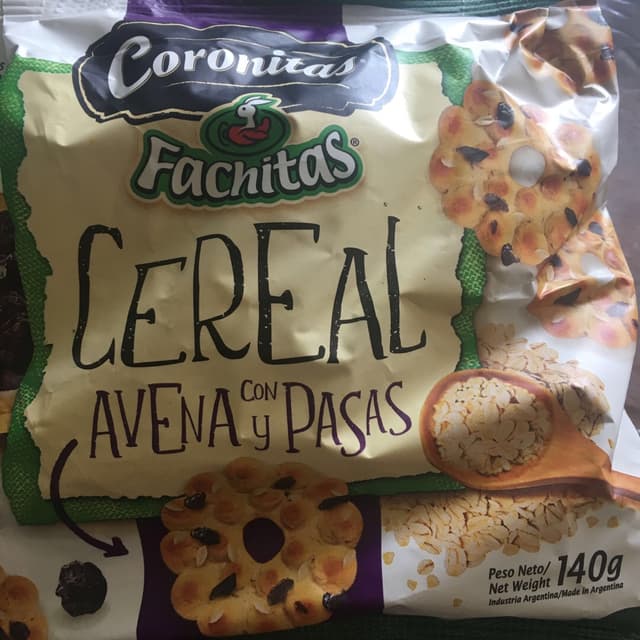 Coronitas
Fachitas®
CEREAL
CON
AVENA y PASAS
Peso Neto/
Net Weight 140g
Industria Argentina/Made in Argentina